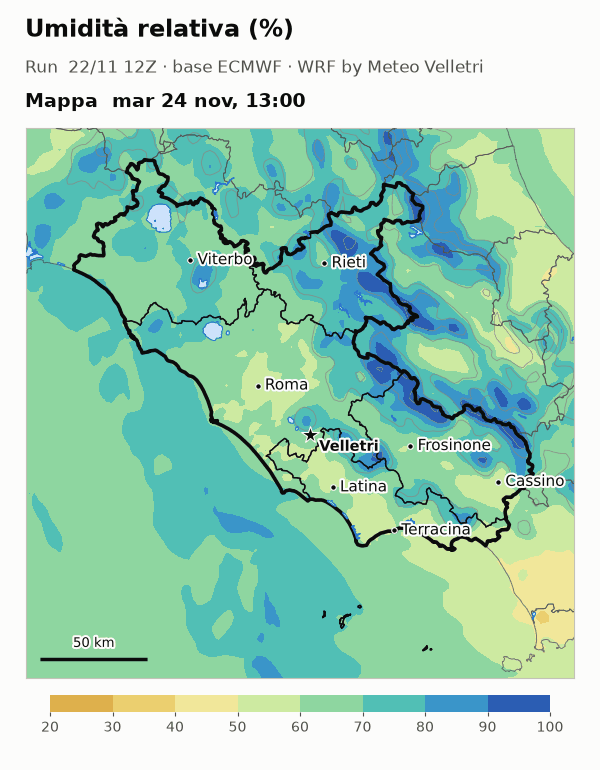 Umidità relativa (%)
Run  22/11 12Z · base ECMWF · WRF by Meteo Velletri
Mappa  mar 24 nov, 13:00
Viterbo
Rieti
Roma
Velletri
Frosinone
Cassino
Latina
Terracina
50 km
20 30 40 50 60 70 80 90 100